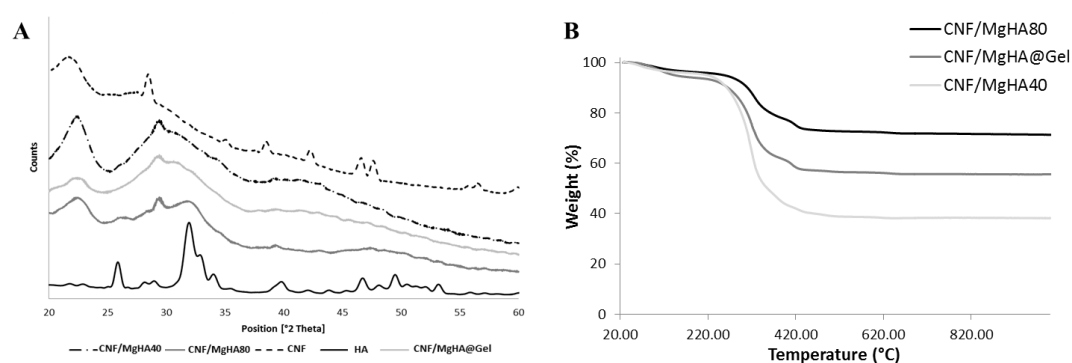 A
Counts
20 25 30 35 40 45 50 55 60
Position [°2 Theta]
CNF/MgHA40 CNF/MgHA80 CNF HA CNF/MgHA@Gel
B
CNF/MgHA80
CNF/MgHA@Gel
CNF/MgHA40
Weight (%)
100
80
60
40
20
0
20.00 220.00 420.00 620.00 820.00
Temperature (°C)